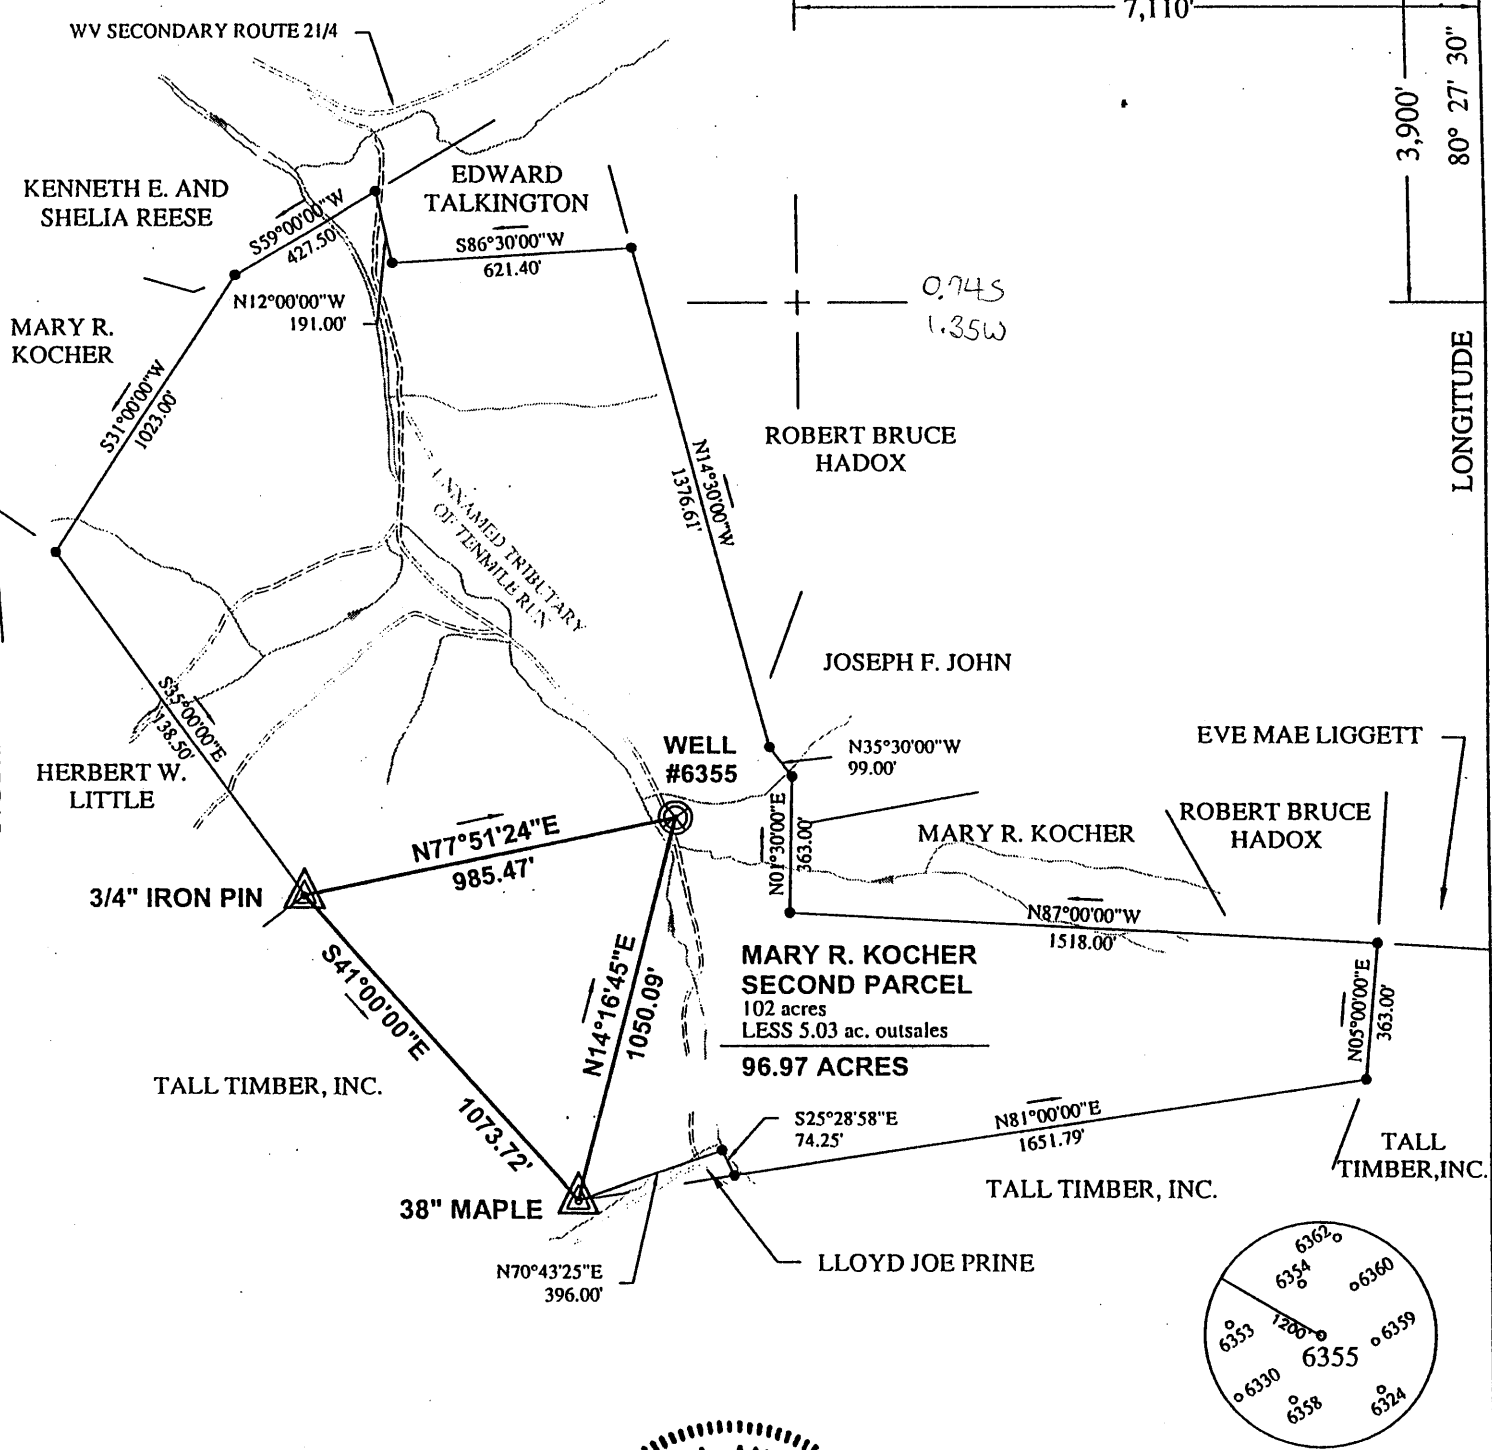 7,110'
WV SECONDARY ROUTE 21/4
3,900'
80° 27' 30"
KENNETH E. AND
SHELIA REESE
EDWARD
TALKINGTON
S59°00'00"W
427.50'
S86°30'00"W
621.40'
N12°00'00"W
191.00'
0.74S
1.35W
MARY R.
KOCHER
LONGITUDE
S31°00'00"W
1023.00'
ROBERT BRUCE
HADOX
N14°30'00"W
1376.61'
UNNAMED TRIBUTARY
OF TENMILE RUN
JOSEPH F. JOHN
S35°00'00"E
138.50'
WELL
#6355
N35°30'00"W
99.00'
EVE MAE LIGGETT
HERBERT W.
LITTLE
N01°30'00"E
363.00'
ROBERT BRUCE
HADOX
MARY R. KOCHER
N77°51'24"E
985.47'
3/4" IRON PIN
N87°00'00"W
1518.00'
S41°00'00"E
1073.72'
N14°16'45"E
1050.09'
MARY R. KOCHER
SECOND PARCEL
102 acres
LESS 5.03 ac. outsales
96.97 ACRES
N05°00'00"E
363.00'
TALL TIMBER, INC.
S25°28'58"E
74.25'
N81°00'00"E
1651.79'
TALL
TIMBER,INC.
38" MAPLE
TALL TIMBER, INC.
N70°43'25"E
396.00'
LLOYD JOE PRINE
6362
6354
6360
6353
1200'
6359
6355
6330
6358
6324